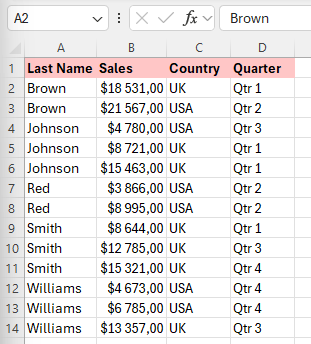 A2 fx Brown
A B C D
1 Last Name Sales Country Quarter
2 Brown $18 531,00 UK Qtr 1
3 Brown $21 567,00 USA Qtr 2
4 Johnson $4 780,00 USA Qtr 3
5 Johnson $8 721,00 UK Qtr 1
6 Johnson $15 463,00 UK Qtr 1
7 Red $3 866,00 USA Qtr 2
8 Red $8 995,00 USA Qtr 2
9 Smith $8 644,00 UK Qtr 1
10 Smith $12 785,00 UK Qtr 3
11 Smith $15 321,00 UK Qtr 4
12 Williams $4 673,00 USA Qtr 4
13 Williams $6 785,00 USA Qtr 4
14 Williams $13 357,00 UK Qtr 3